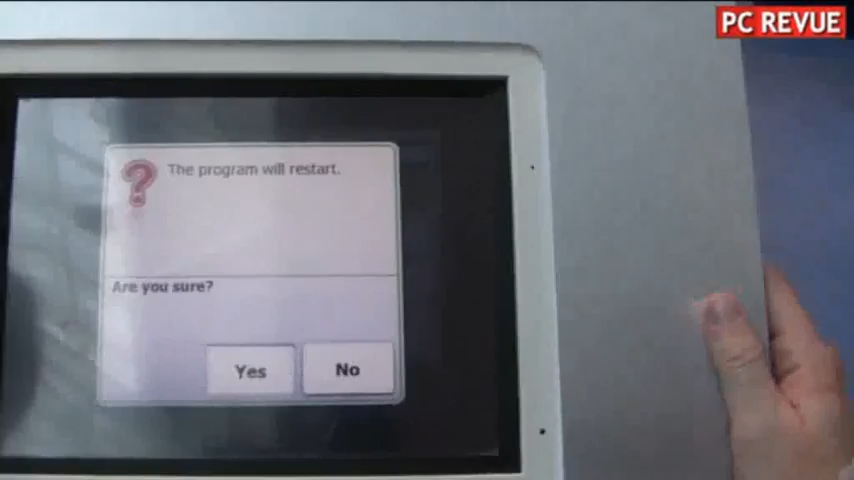 PC REVUE
The program will restart.
Are you sure?
Yes
No